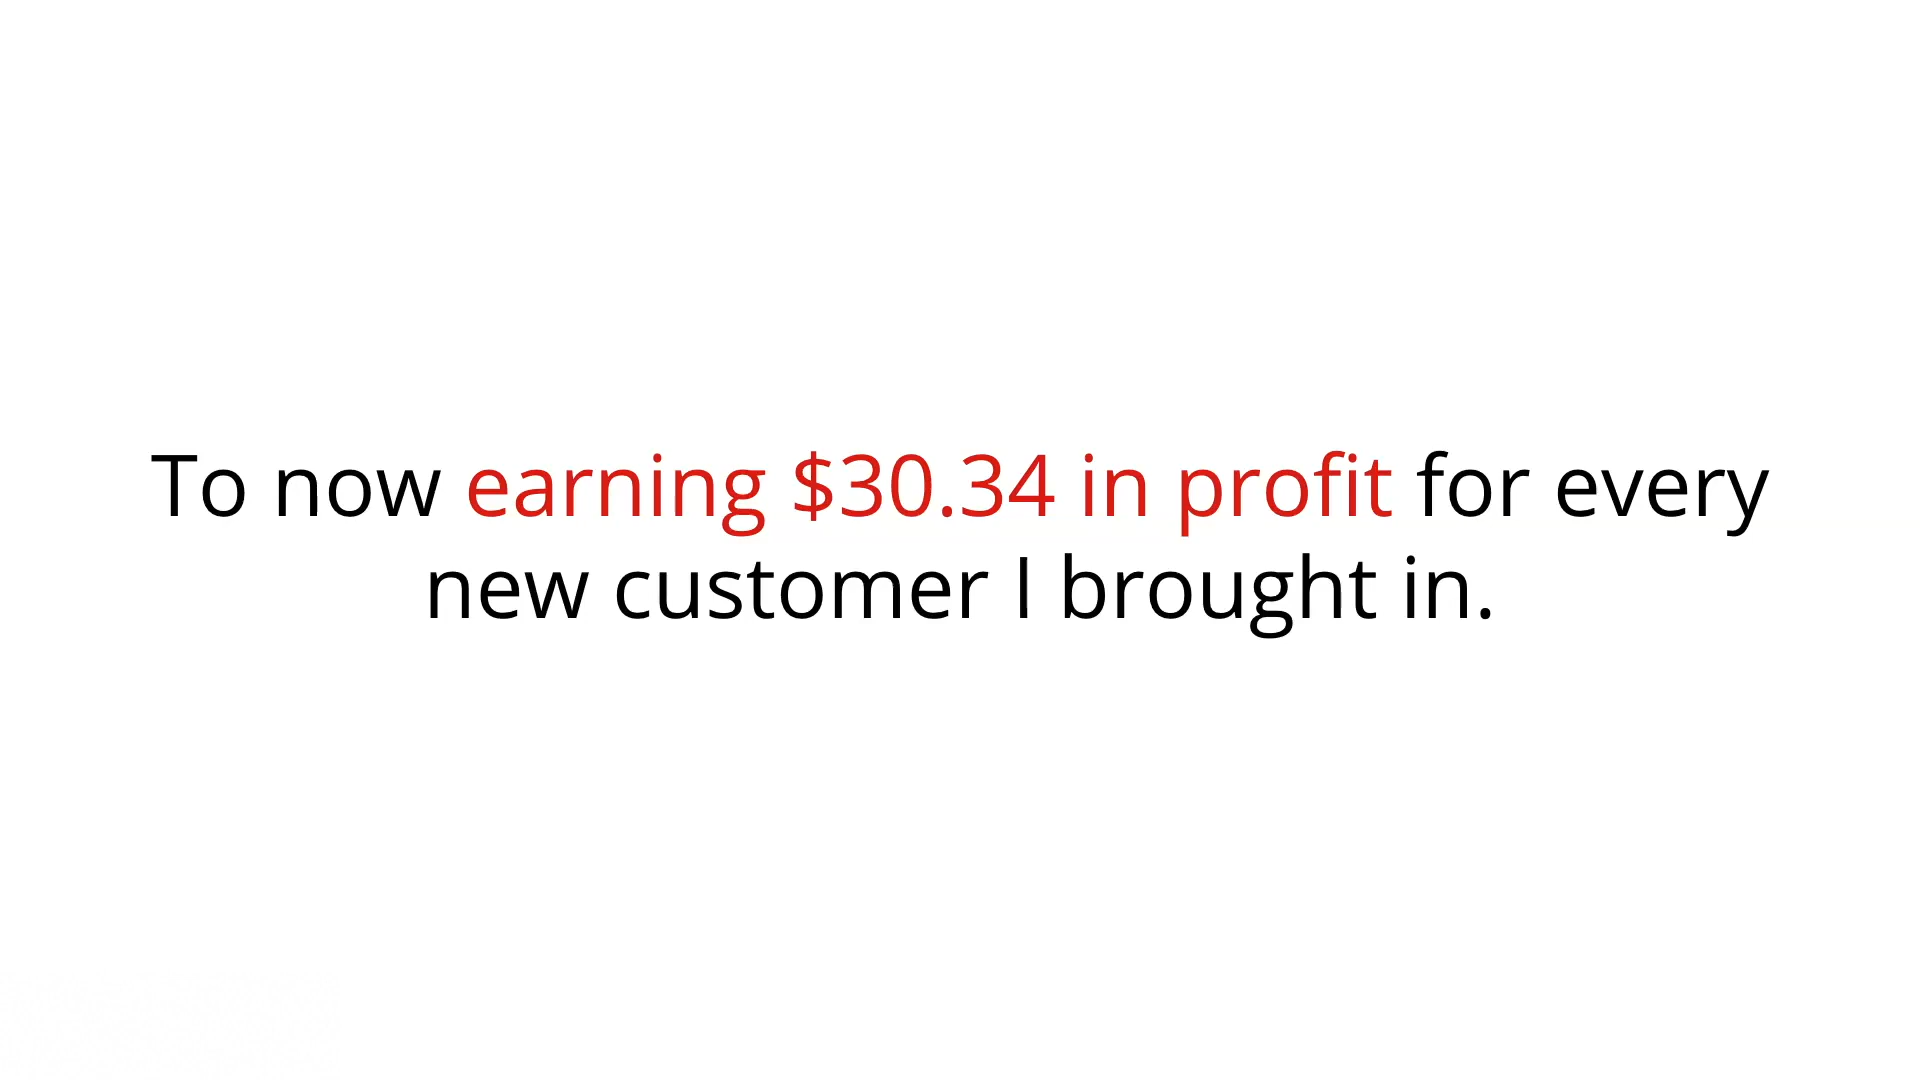 To now earning $30.34 in profit for every
new customer I brought in.